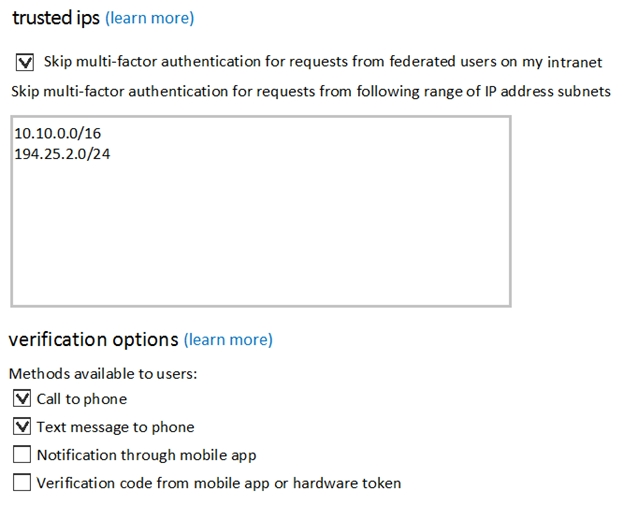 trusted ips (learn more)
Skip multi-factor authentication for requests from federated users on my intranet
Skip multi-factor authentication for requests from following range of IP address subnets
10.10.0.0/16
194.25.2.0/24
verification options (learn more)
Methods available to users:
Call to phone
Text message to phone
Notification through mobile app
Verification code from mobile app or hardware token